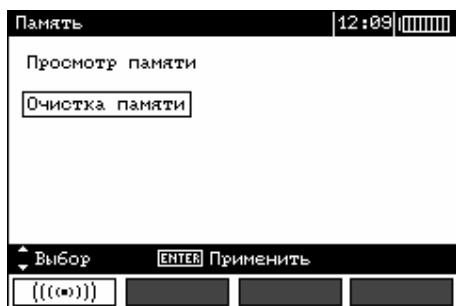 Память 12:09
Просмотр памяти
Очистка памяти
Выбор ENTER Применить